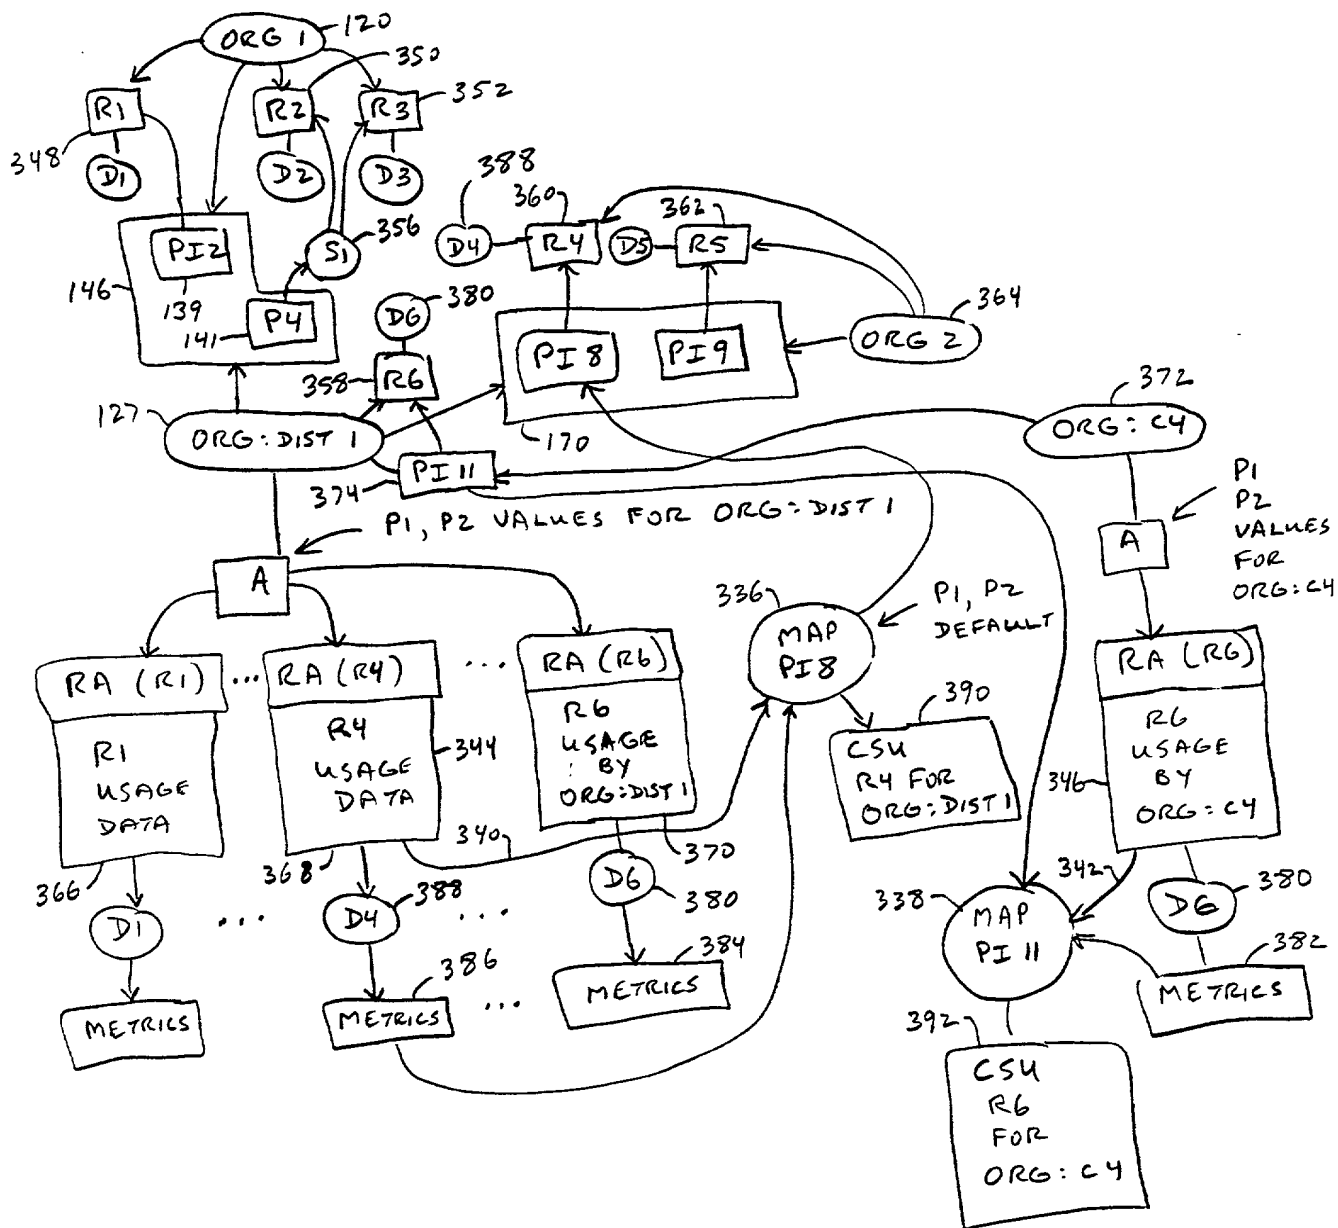 ORG 1
120
350
R1
R2
R3
352
348
D1
D2
D3
388
360
362
D4
R4
D5
R5
PI2
S1
356
146
139
141
P4
D6
380
364
PI 8
PI 9
ORG 2
358
R6
372
127
ORG: DIST 1
170
ORG: C4
PI 11
374
P1, P2 VALUES FOR ORG: DIST 1
P1
P2
VALUES
FOR
ORG: C4
A
A
336
MAP
PI 8
P1, P2
DEFAULT
RA (R1)
...
RA (R4)
...
RA (R6)
RA (R6)
R1
USAGE
DATA
R4
USAGE
DATA
344
R6
USAGE
BY
ORG: DIST 1
390
CSU
R4 FOR
ORG: DIST 1
R6
USAGE
BY
ORG: C4
346
340
370
366
368
342
D1
...
D4
388
...
D6
380
338
MAP
PI 11
D6
380
METRICS
386
METRICS
...
384
METRICS
382
METRICS
392
CSU
R6
FOR
ORG: C4